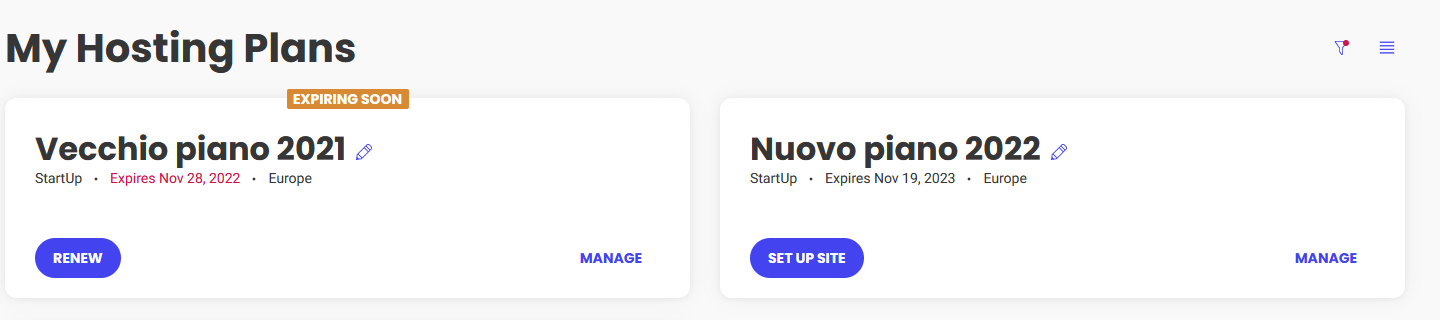 My Hosting Plans
EXPIRING SOON
Vecchio piano 2021
StartUp • Expires Nov 28, 2022 • Europe
RENEW MANAGE
Nuovo piano 2022
StartUp • Expires Nov 19, 2023 • Europe
SET UP SITE MANAGE